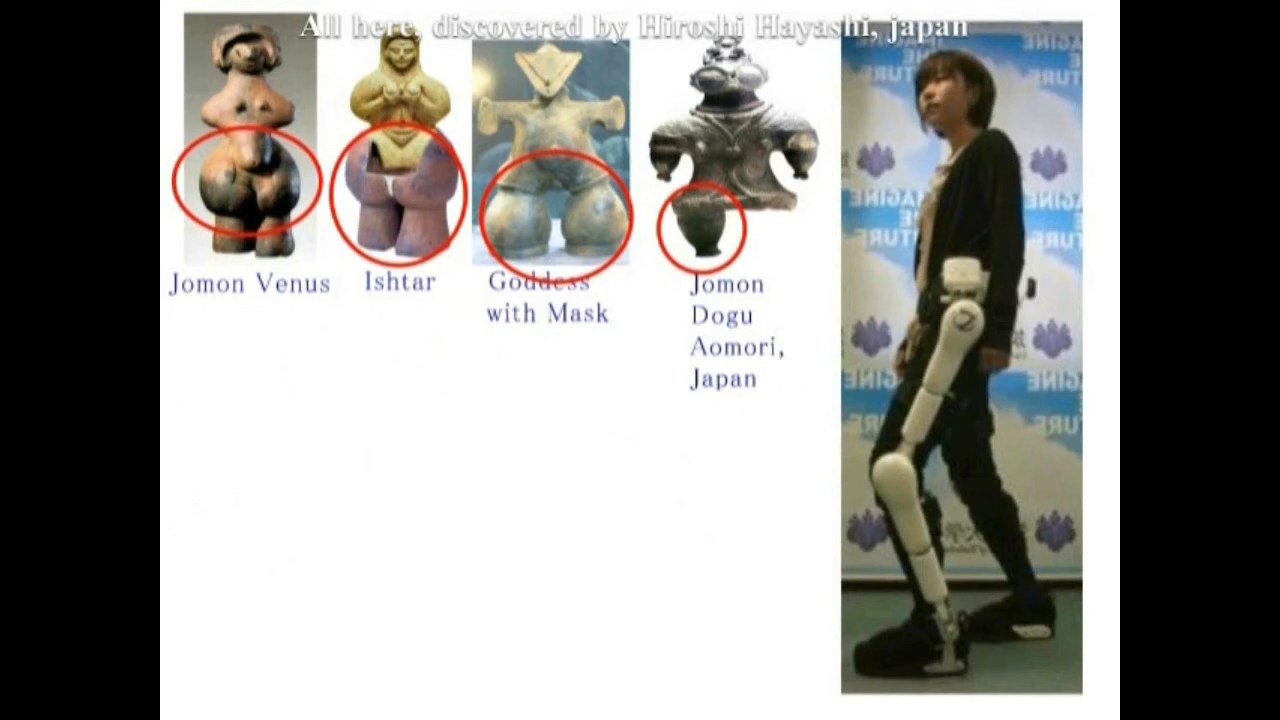 All here, discovered by Hiroshi Hayashi, japan
Jomon Venus
Ishtar
Goddess
with Mask
Jomon
Dogu
Aomori,
Japan